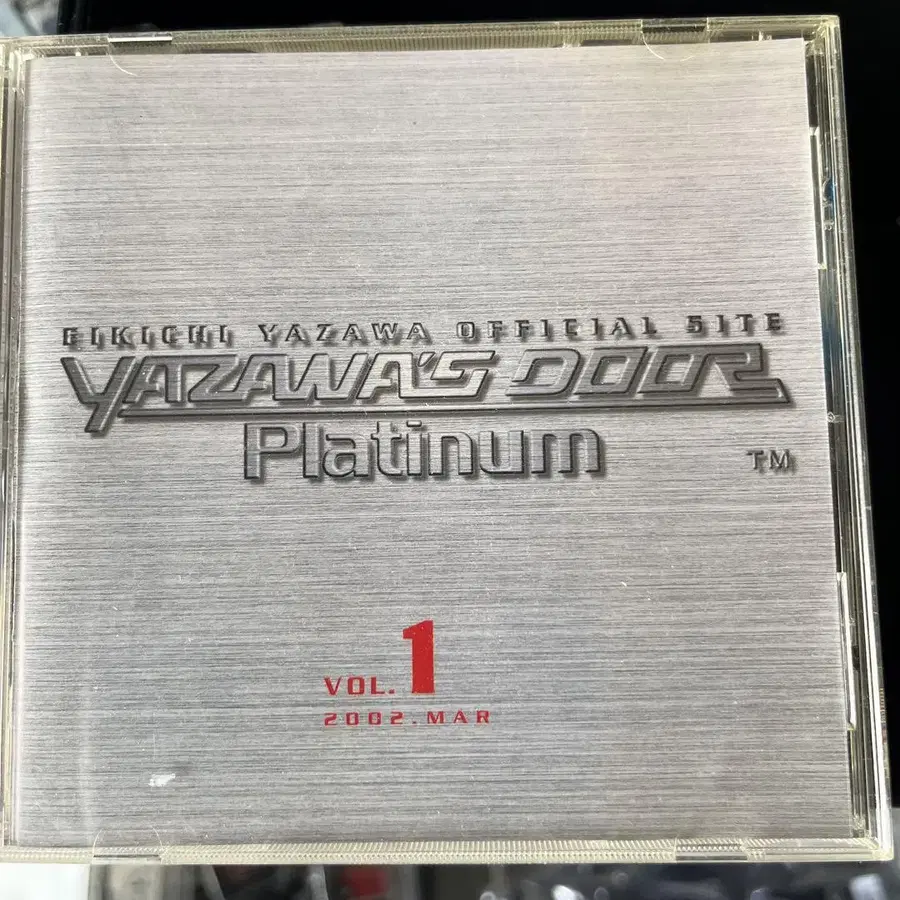 EIKICHI YAZAWA OFFICIAL SITE
YAZAWA'S DOOR
Platinum TM
VOL. 1
2002.MAR